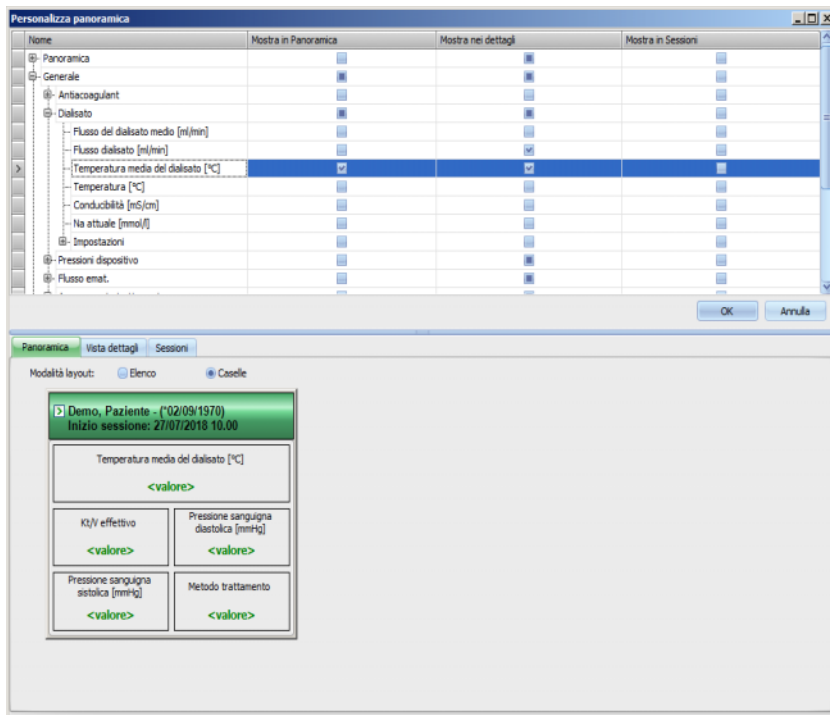 Personalizza panoramica
Nome Mostra in Panoramica Mostra nei dettagli Mostra in Sessioni
Panoramica
Generale
Antiacoagulant
Dialisato
Flusso del dialisato medio [ml/min]
Flusso dialisato [ml/min]
Temperatura media del dialisato [°C]
Temperatura [°C]
Conducibilità [mS/cm]
Na attuale [mmol/l]
Impostazioni
Pressioni dispositivo
Flusso emat.
OK Annulla
Panoramica Vista dettagli Sessioni
Modalità layout: Elenco Caselle
Demo, Paziente - (*02/09/1970)
Inizio sessione: 27/07/2018 10.00
Temperatura media del dialisato [°C]
<valore>
Kt/V effettivo
<valore>
Pressione sanguigna
diastolica [mmHg]
<valore>
Pressione sanguigna
sistolica [mmHg]
<valore>
Metodo trattamento
<valore>